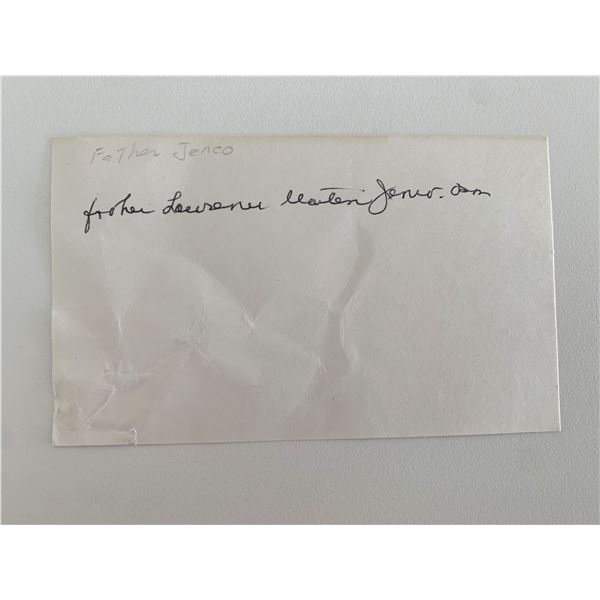 Father Jenco
father Lawrence Martin Jenco. osm